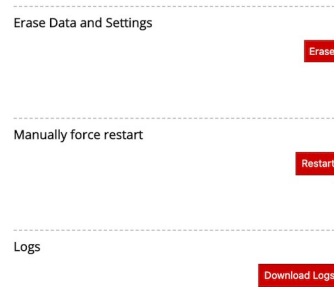 Erase Data and Settings
Erase
Manually force restart
Restart
Logs
Download Logs